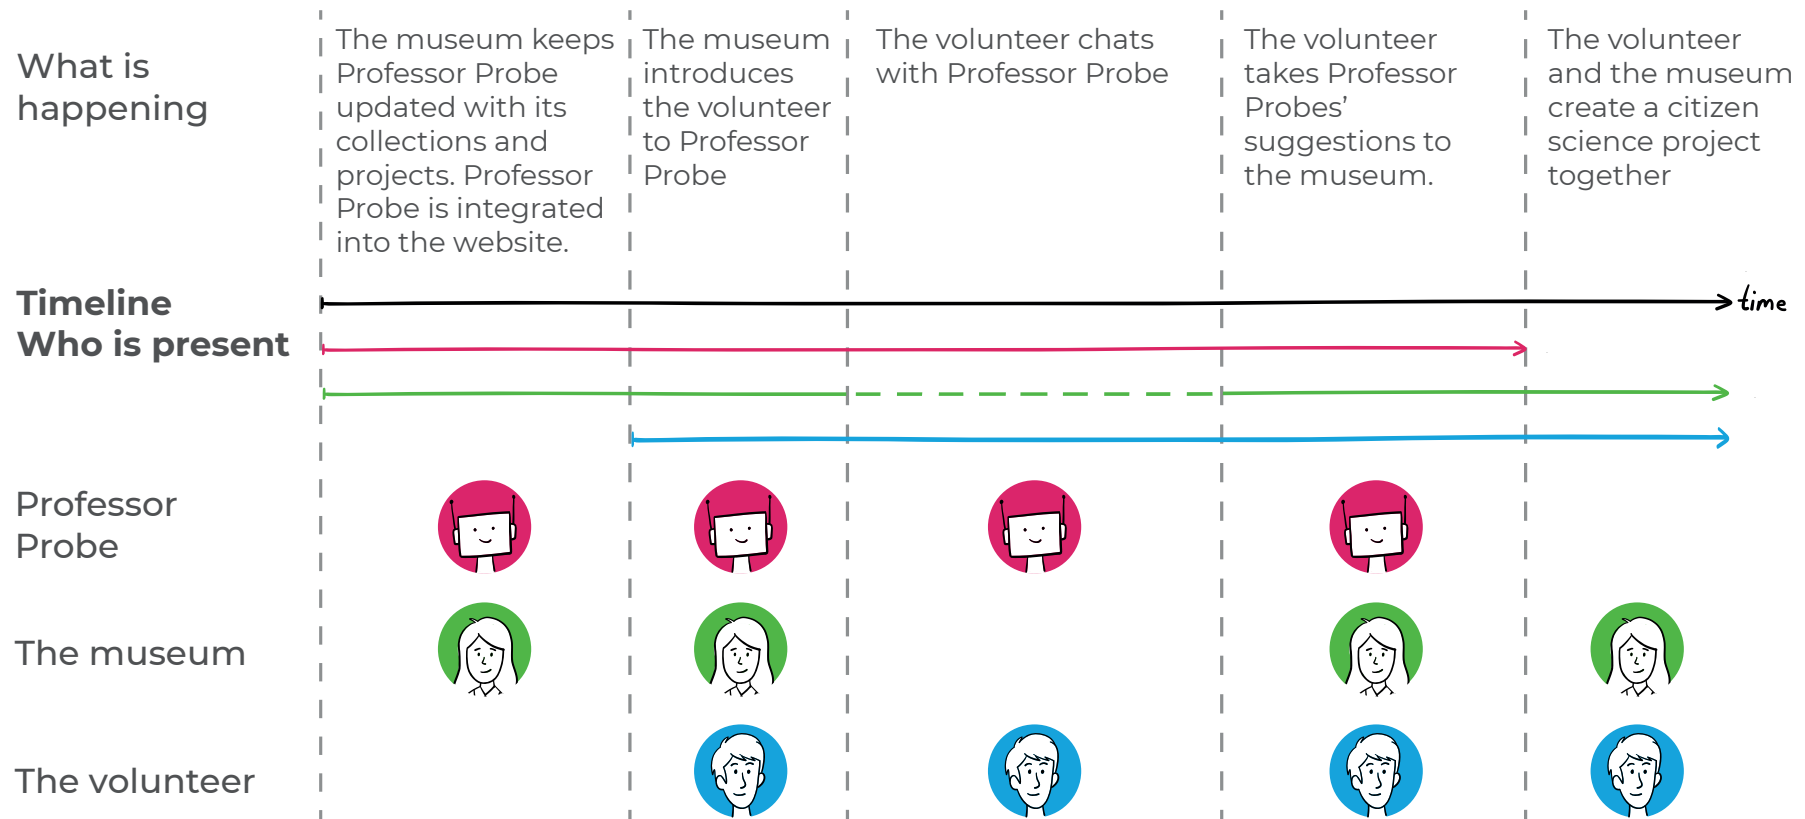 What is
happening
The museum keeps
Professor Probe
updated with its
collections and
projects. Professor
Probe is integrated
into the website.
The museum
introduces
the volunteer
to Professor
Probe
The volunteer chats
with Professor Probe
The volunteer
takes Professor
Probes’
suggestions to
the museum.
The volunteer
and the museum
create a citizen
science project
together
Timeline
Who is present
time
Professor
Probe
The museum
The volunteer